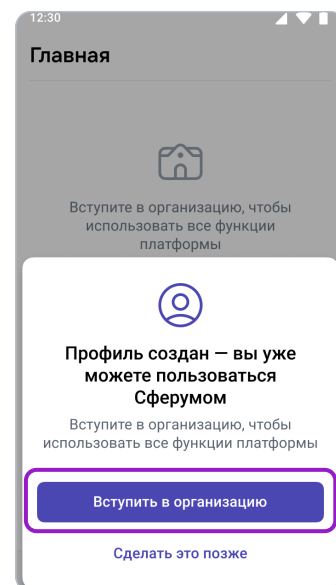 12:30
Главная
Вступите в организацию, чтобы
использовать все функции
платформы
Профиль создан — вы уже
можете пользоваться
Сферумом
Вступите в организацию, чтобы
использовать все функции платформы
Вступить в организацию
Сделать это позже